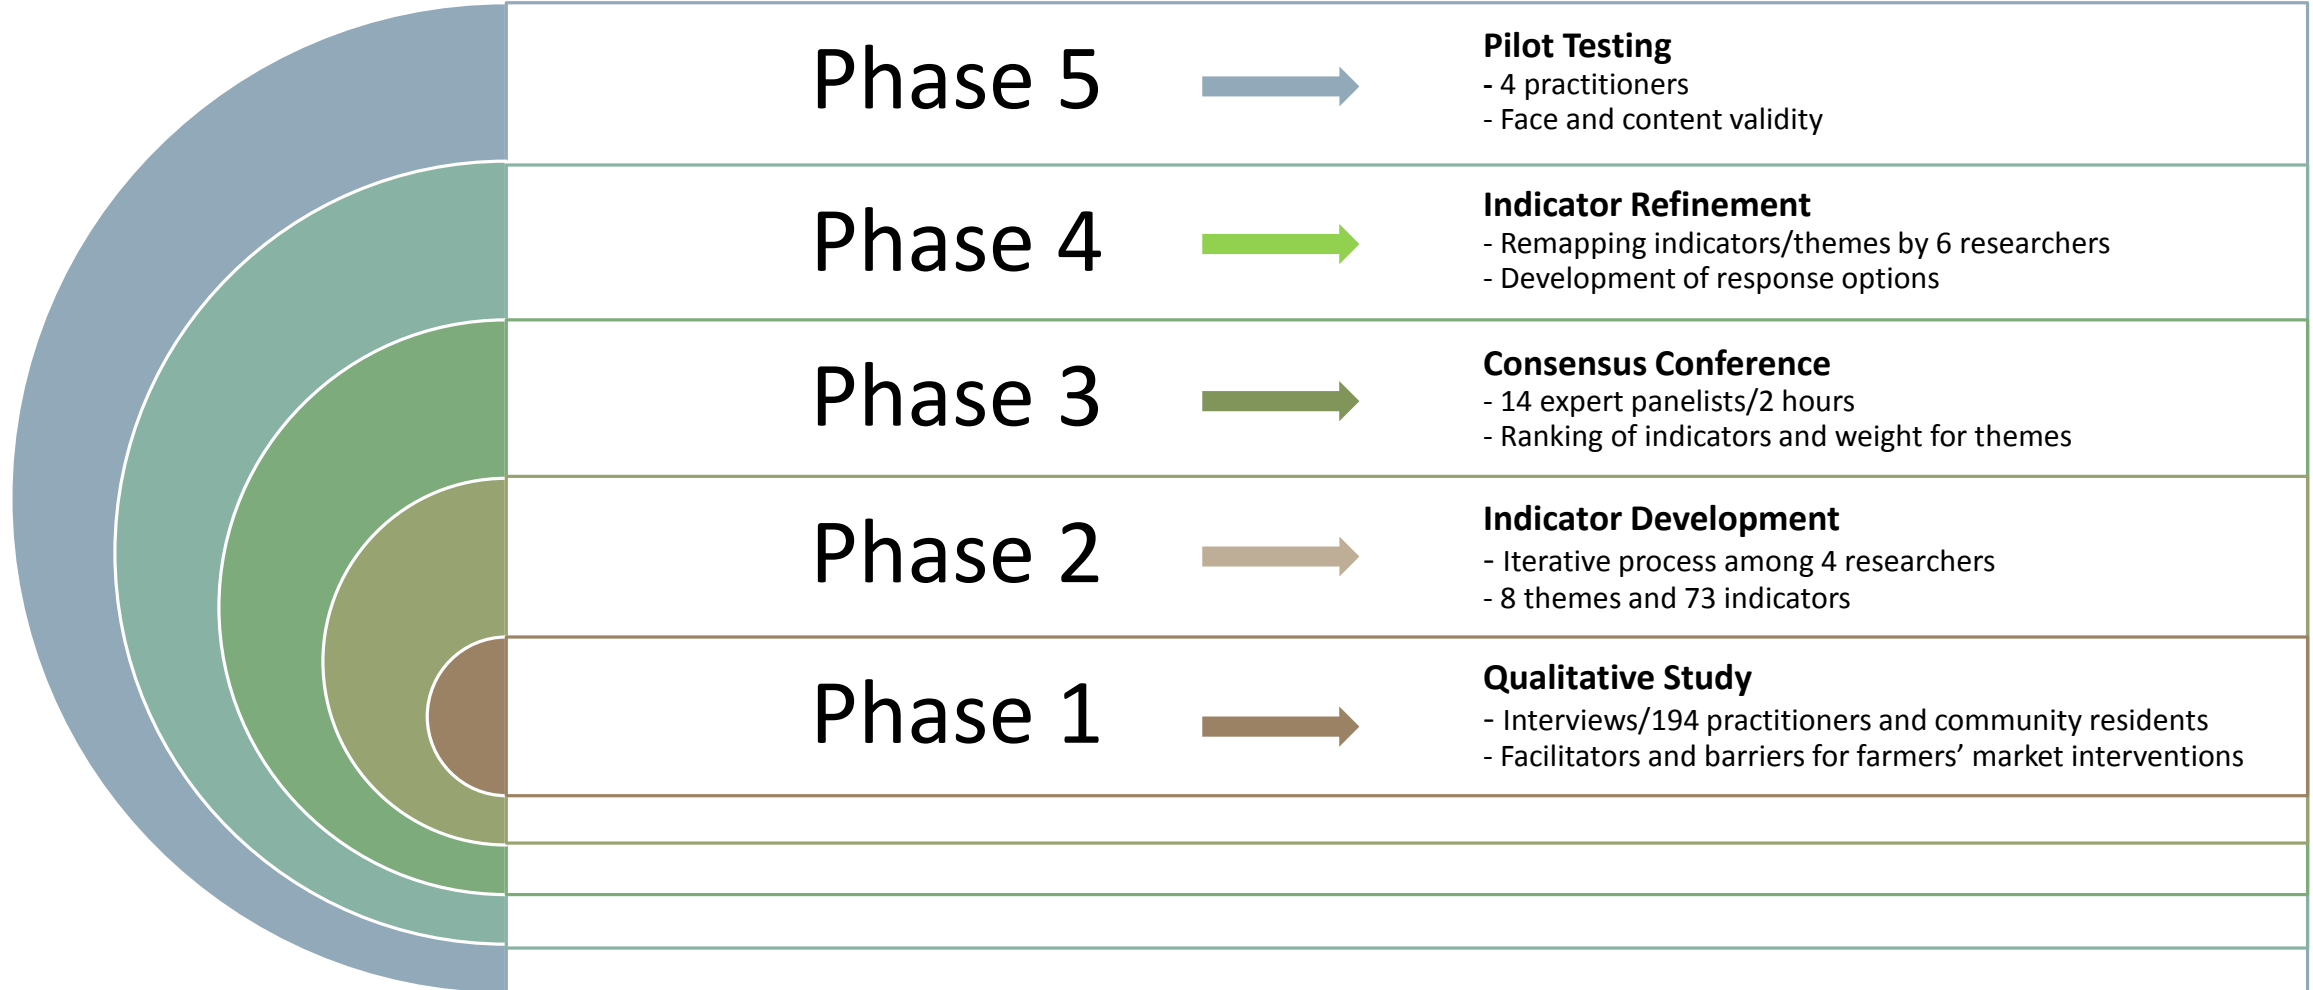 Phase 5
Pilot Testing
- 4 practitioners
- Face and content validity
Phase 4
Indicator Refinement
- Remapping indicators/themes by 6 researchers
- Development of response options
Phase 3
Consensus Conference
- 14 expert panelists/2 hours
- Ranking of indicators and weight for themes
Phase 2
Indicator Development
- Iterative process among 4 researchers
- 8 themes and 73 indicators
Phase 1
Qualitative Study
- Interviews/194 practitioners and community residents
- Facilitators and barriers for farmers’ market interventions